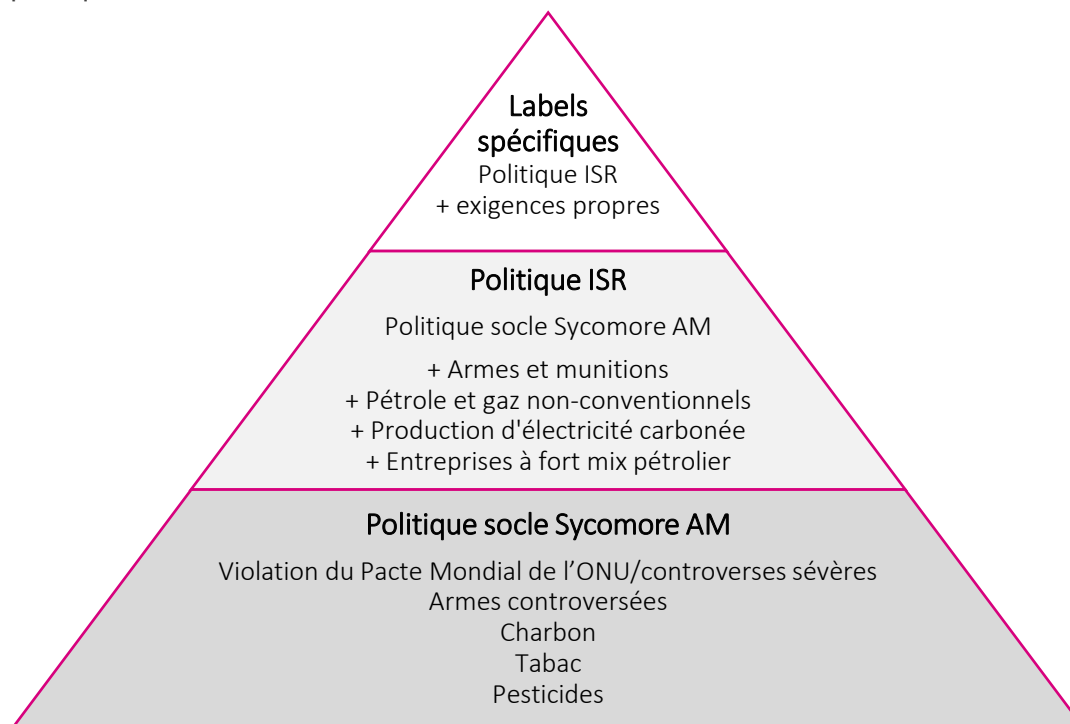 Labels
spécifiques
Politique ISR
+ exigences propres
Politique ISR
Politique socle Sycomore AM
+ Armes et munitions
+ Pétrole et gaz non-conventionnels
+ Production d'électricité carbonée
+ Entreprises à fort mix pétrolier
Politique socle Sycomore AM
Violation du Pacte Mondial de l’ONU/controverses sévères
Armes controversées
Charbon
Tabac
Pesticides